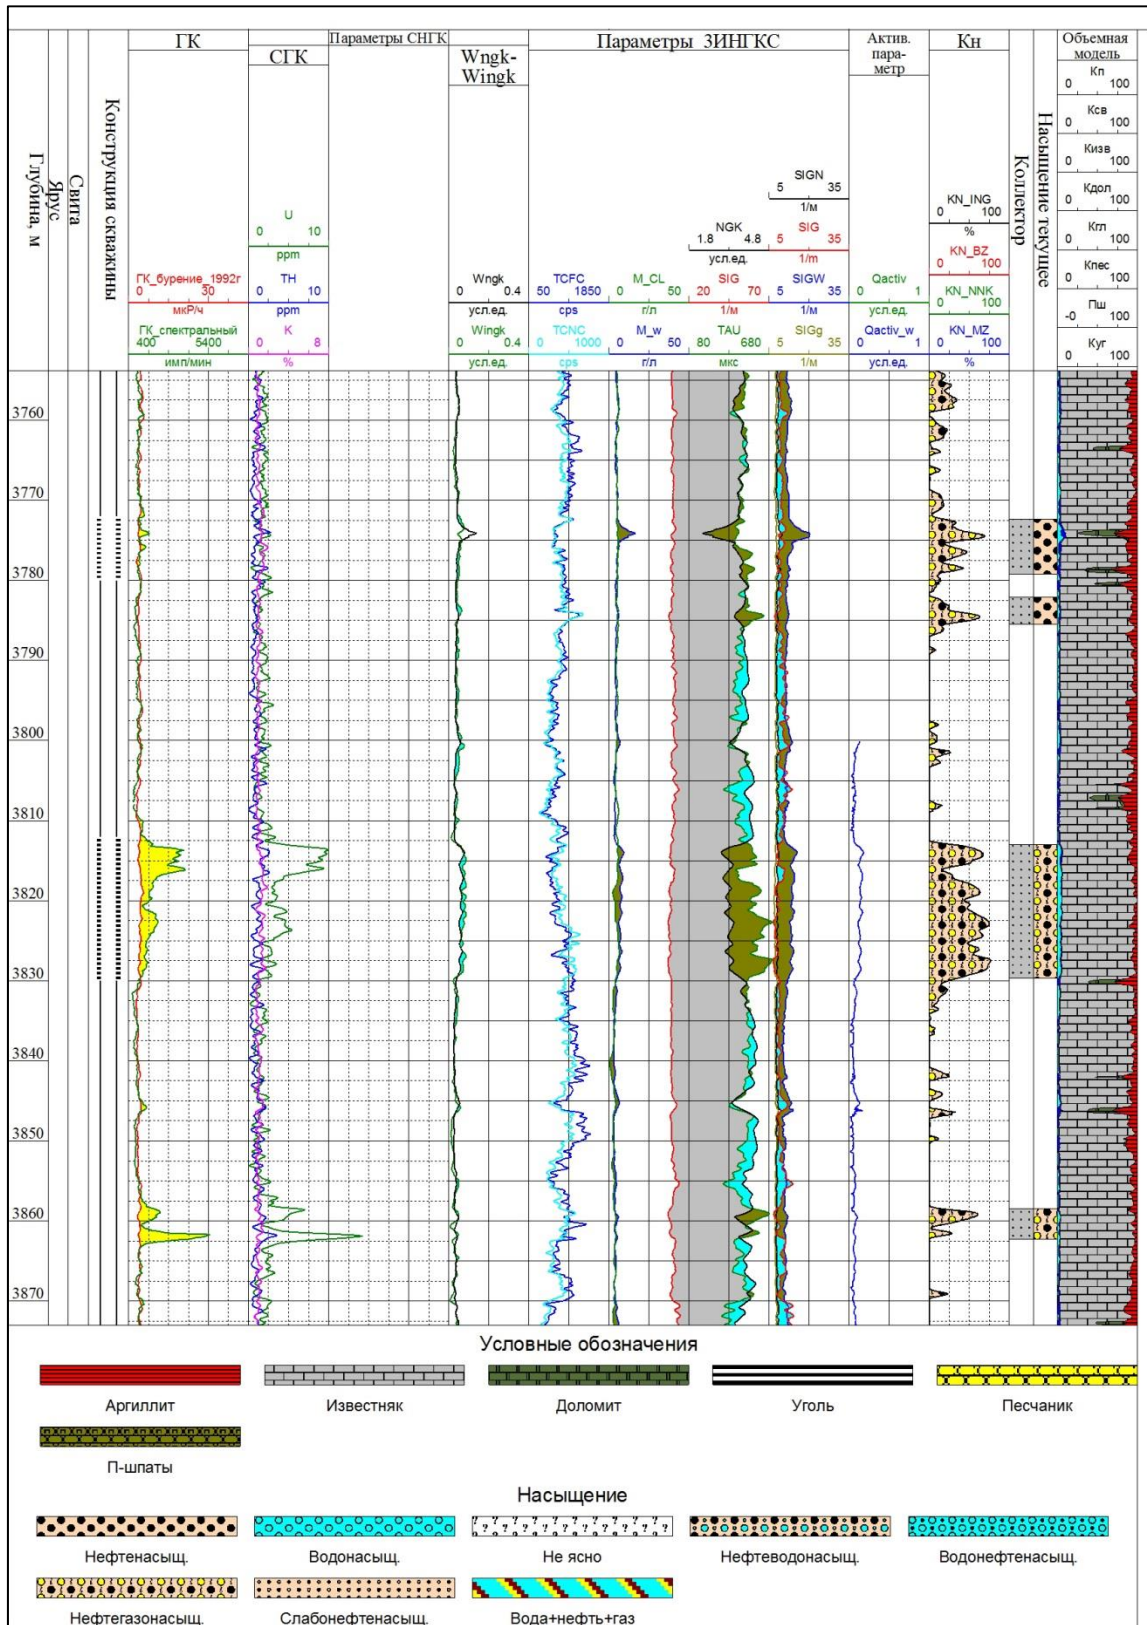 ГК
СГК
Параметры СНГК
Wngk-
Wingk
Параметры ЗИНГКС
Актив.
пара-
метр
Кн
Объемная
модель
Глубина, м
Ярус
Свита
Конструкция скважины
Коллектор
Насыщение текущее
ГК_бурение_1992г
0 30
мкР/ч
ГК_спектральный
400 5400
имп/мин
U
0 10
ppm
TH
0 10
ppm
K
0 8
%
Wngk
0 0.4
усл.ед.
Wingk
0 0.4
усл.ед.
TCFC
50 1850
cps
TCNC
0 1000
cps
M_CL
0 50
г/л
M_w
0 50
г/л
NGK
1.8 4.8
усл.ед.
SIG
20 70
1/м
TAU
80 680
мкс
SIGN
5 35
1/м
SIG
5 35
1/m
SIGW
5 35
1/м
SIGg
5 35
1/м
Qactiv
0 1
усл.ед.
Qactiv_w
0 1
усл.ед.
KN_ING
0 100
%
KN_BZ
0 100
KN_NNK
0 100
KN_MZ
0 100
%
Кп
0 100
Ксв
0 100
Кизв
0 100
Кдол
0 100
Кгл
0 100
Кпес
0 100
Пш
-0 100
Куг
0 100
3760
3770
3780
3790
3800
3810
3820
3830
3840
3850
3860
3870
Условные обозначения
Аргиллит
Известняк
Доломит
Уголь
Песчаник
П-шпаты
Насыщение
Нефтенасыщ.
Водонасыщ.
Не ясно
Нефтеводонасыщ.
Водонефтенасыщ.
Нефтегазонасыщ.
Слабонефтенасыщ.
Вода+нефть+газ